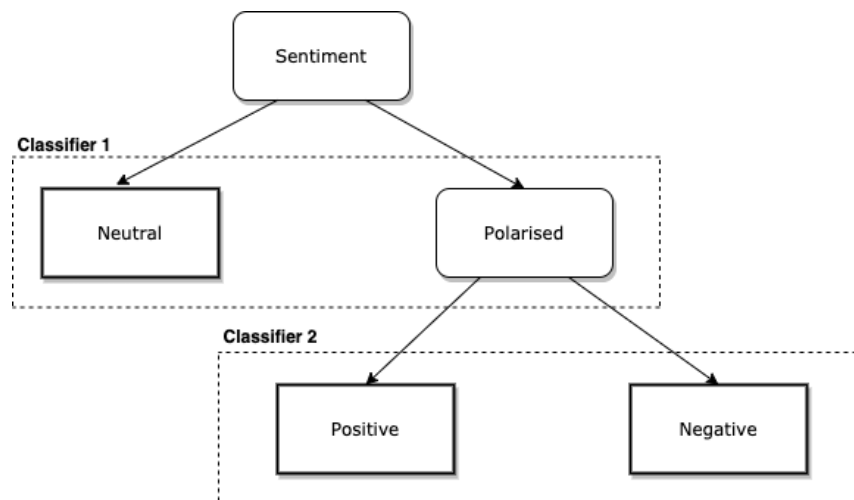 Sentiment
Classifier 1
Neutral
Polarised
Classifier 2
Positive
Negative